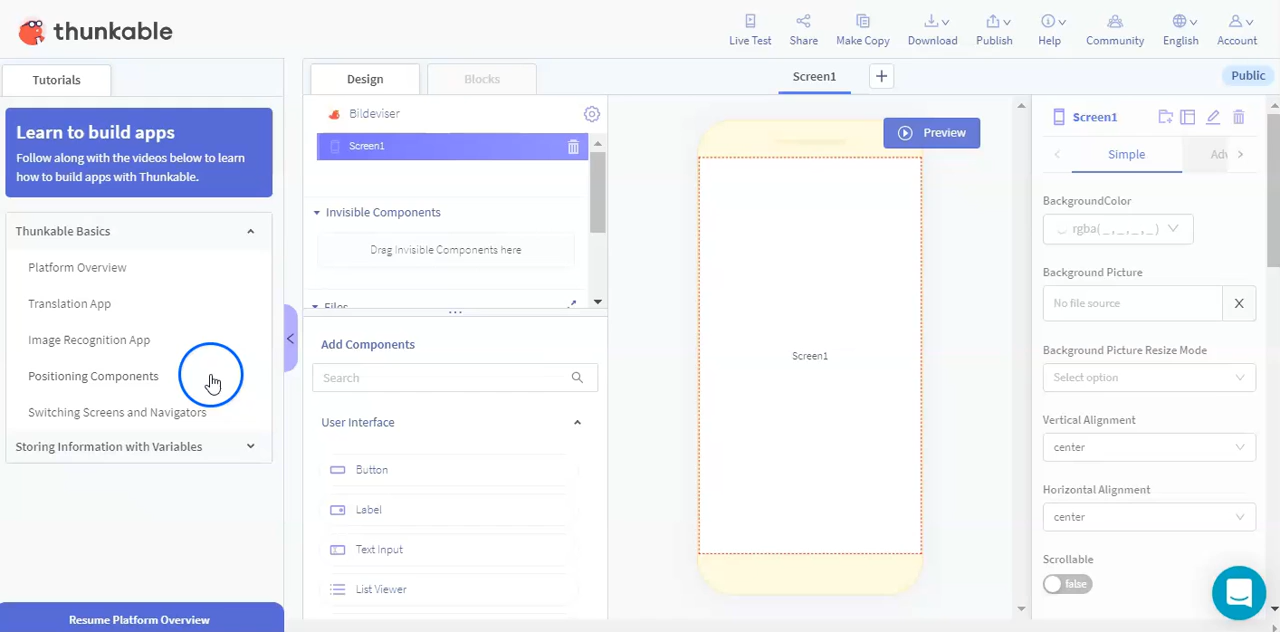 thunkable
Live Test
Share
Make Copy
Download
Publish
Help
Community
English
Account
Tutorials
Design
Blocks
Screen1
Public
Learn to build apps
Follow along with the videos below to learn
how to build apps with Thunkable.
Thunkable Basics
Platform Overview
Translation App
Image Recognition App
Positioning Components
Switching Screens and Navigators
Storing Information with Variables
Resume Platform Overview
Bildeviser
Screen1
Invisible Components
Drag Invisible Components here
Files
Add Components
Search
User Interface
Button
Label
Text Input
List Viewer
Preview
Screen1
Screen1
Simple
Adv
BackgroundColor
rgba( _ , _ , _ , _ )
Background Picture
No file source
Background Picture Resize Mode
Select option
Vertical Alignment
center
Horizontal Alignment
center
Scrollable
false